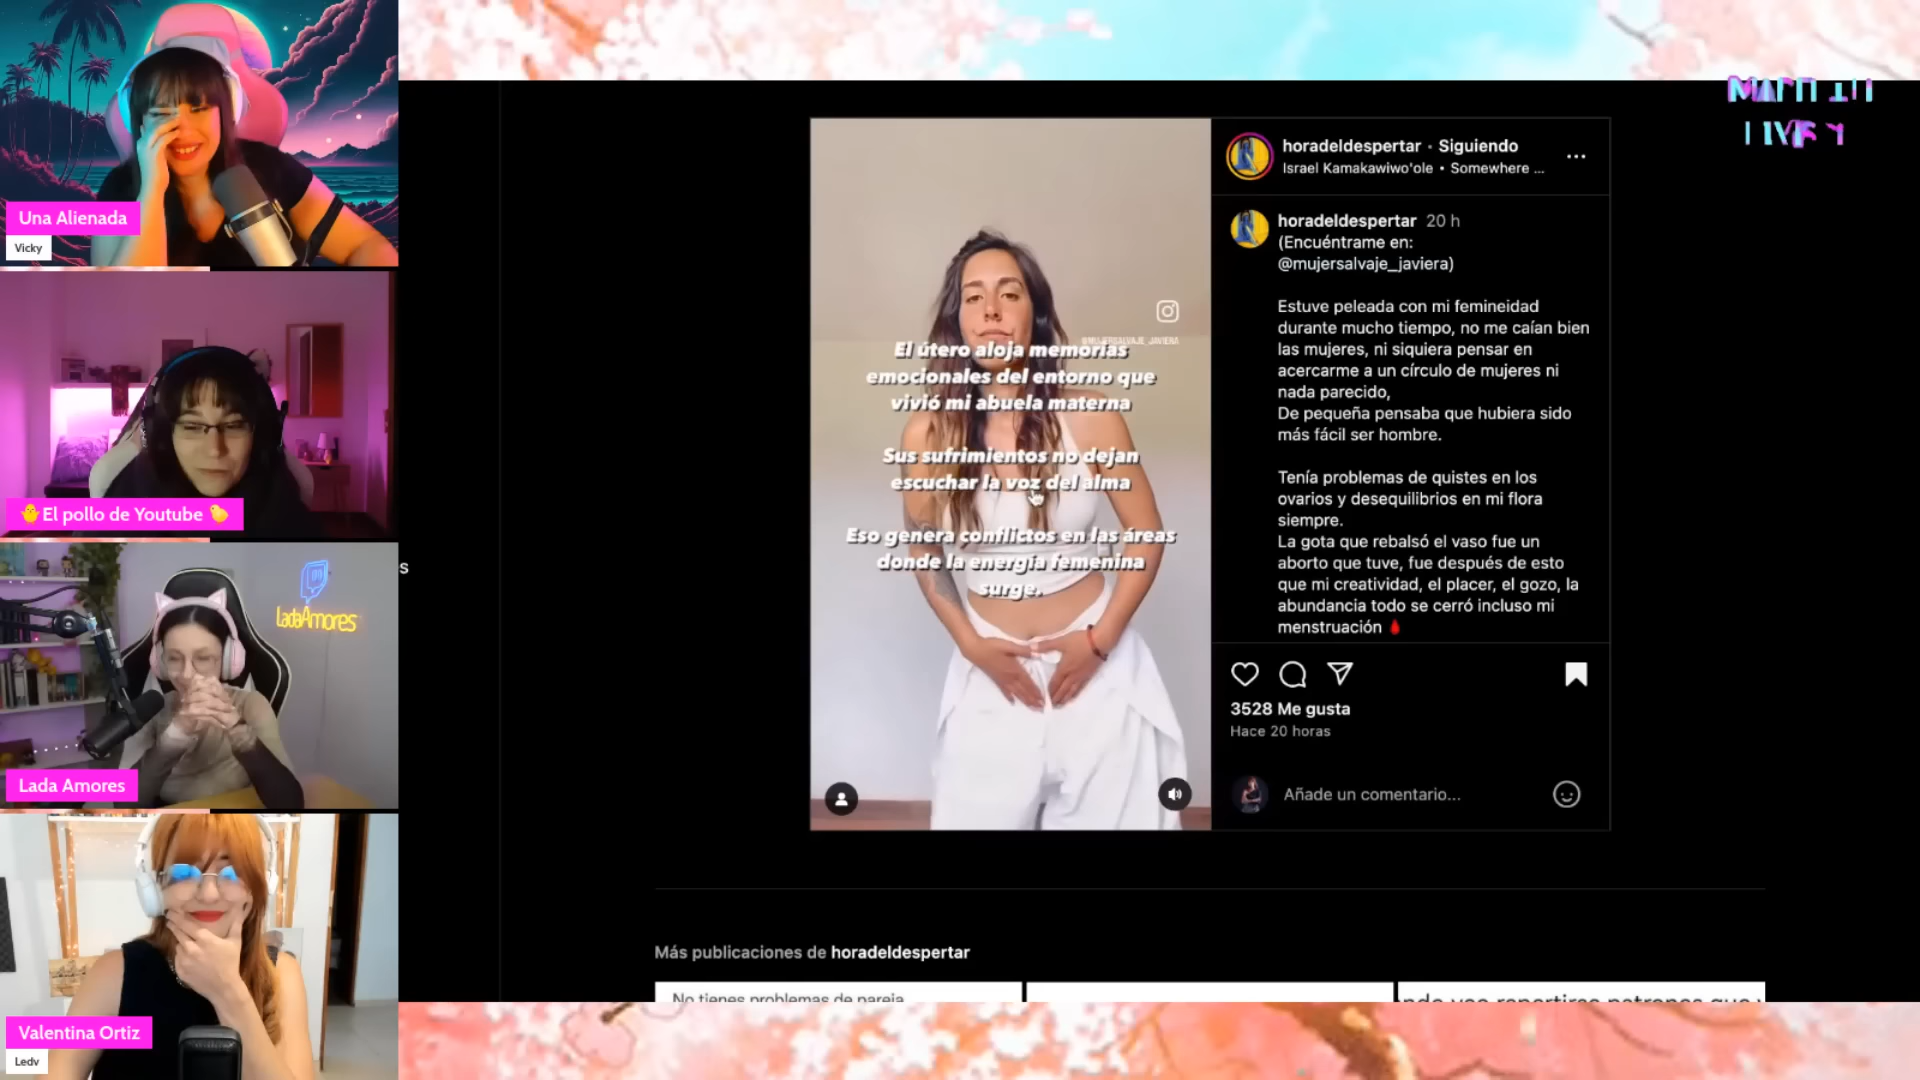 Una Alienada
Vicky
🐥El pollo de Youtube 🐤
LadaAmores
Lada Amores
Valentina Ortiz
Ledv
s
@MUJERSALVAJE_JAVIERA
El útero aloja memorias
emocionales del entorno que
vivió mi abuela materna
Sus sufrimientos no dejan
escuchar la voz del alma
Eso genera conflictos en las áreas
donde la energía femenina
surge.
horadeldespertar · Siguiendo
Israel Kamakawiwo'ole • Somewhere ...
horadeldespertar 20 h
(Encuéntrame en:
@mujersalvaje_javiera)
Estuve peleada con mi femineidad
durante mucho tiempo, no me caían bien
las mujeres, ni siquiera pensar en
acercarme a un círculo de mujeres ni
nada parecido,
De pequeña pensaba que hubiera sido
más fácil ser hombre.
Tenía problemas de quistes en los
ovarios y desequilibrios en mi flora
siempre.
La gota que rebalsó el vaso fue un
aborto que tuve, fue después de esto
que mi creatividad, el placer, el gozo, la
abundancia todo se cerró incluso mi
menstruación 🩸
3528 Me gusta
Hace 20 horas
Añade un comentario...
Más publicaciones de horadeldespertar
No tienes problemas de pareja